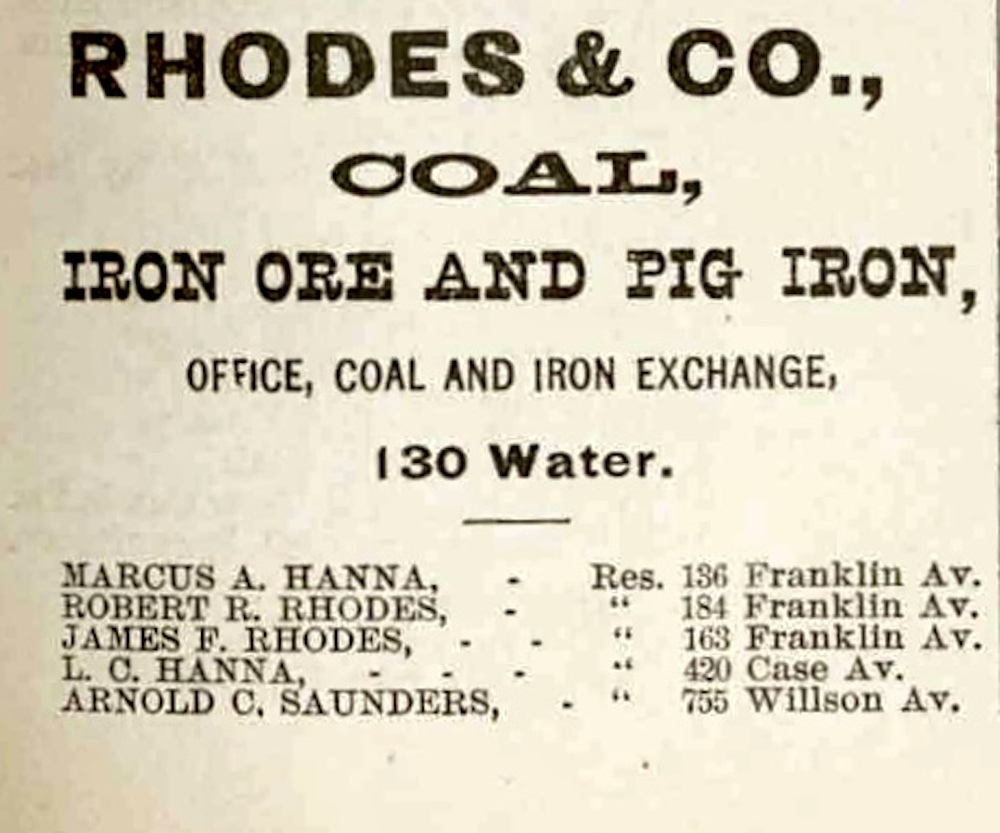 RHODES & CO.,
COAL,
IRON ORE AND PIG IRON,
OFFICE, COAL AND IRON EXCHANGE,
130 Water.
MARCUS A. HANNA, - Res. 136 Franklin Av.
ROBERT R. RHODES, - “ 184 Franklin Av.
JAMES F. RHODES, - - “ 163 Franklin Av.
L. C. HANNA, - - - “ 420 Case Av.
ARNOLD C. SAUNDERS, - “ 755 Willson Av.